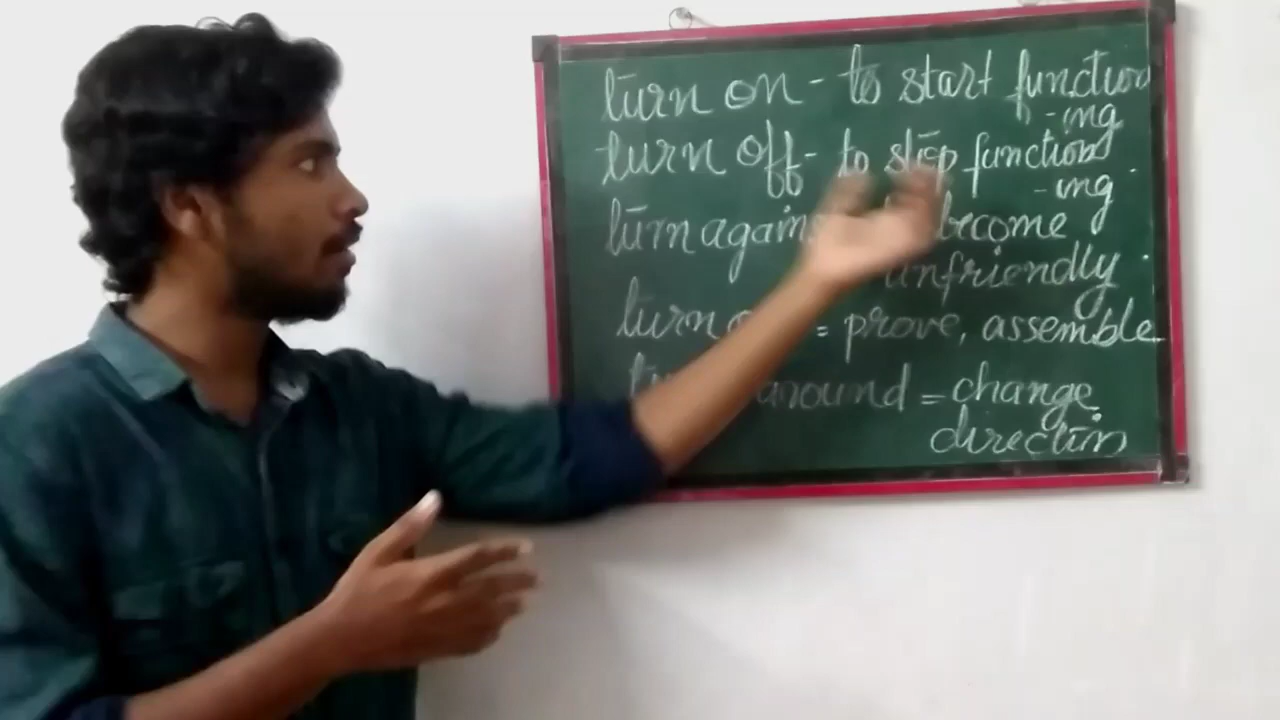 turn on - to start function
-ing
turn off - to stop function
-ing
turn again become
unfriendly
turn = prove, assemble
around = change
direction